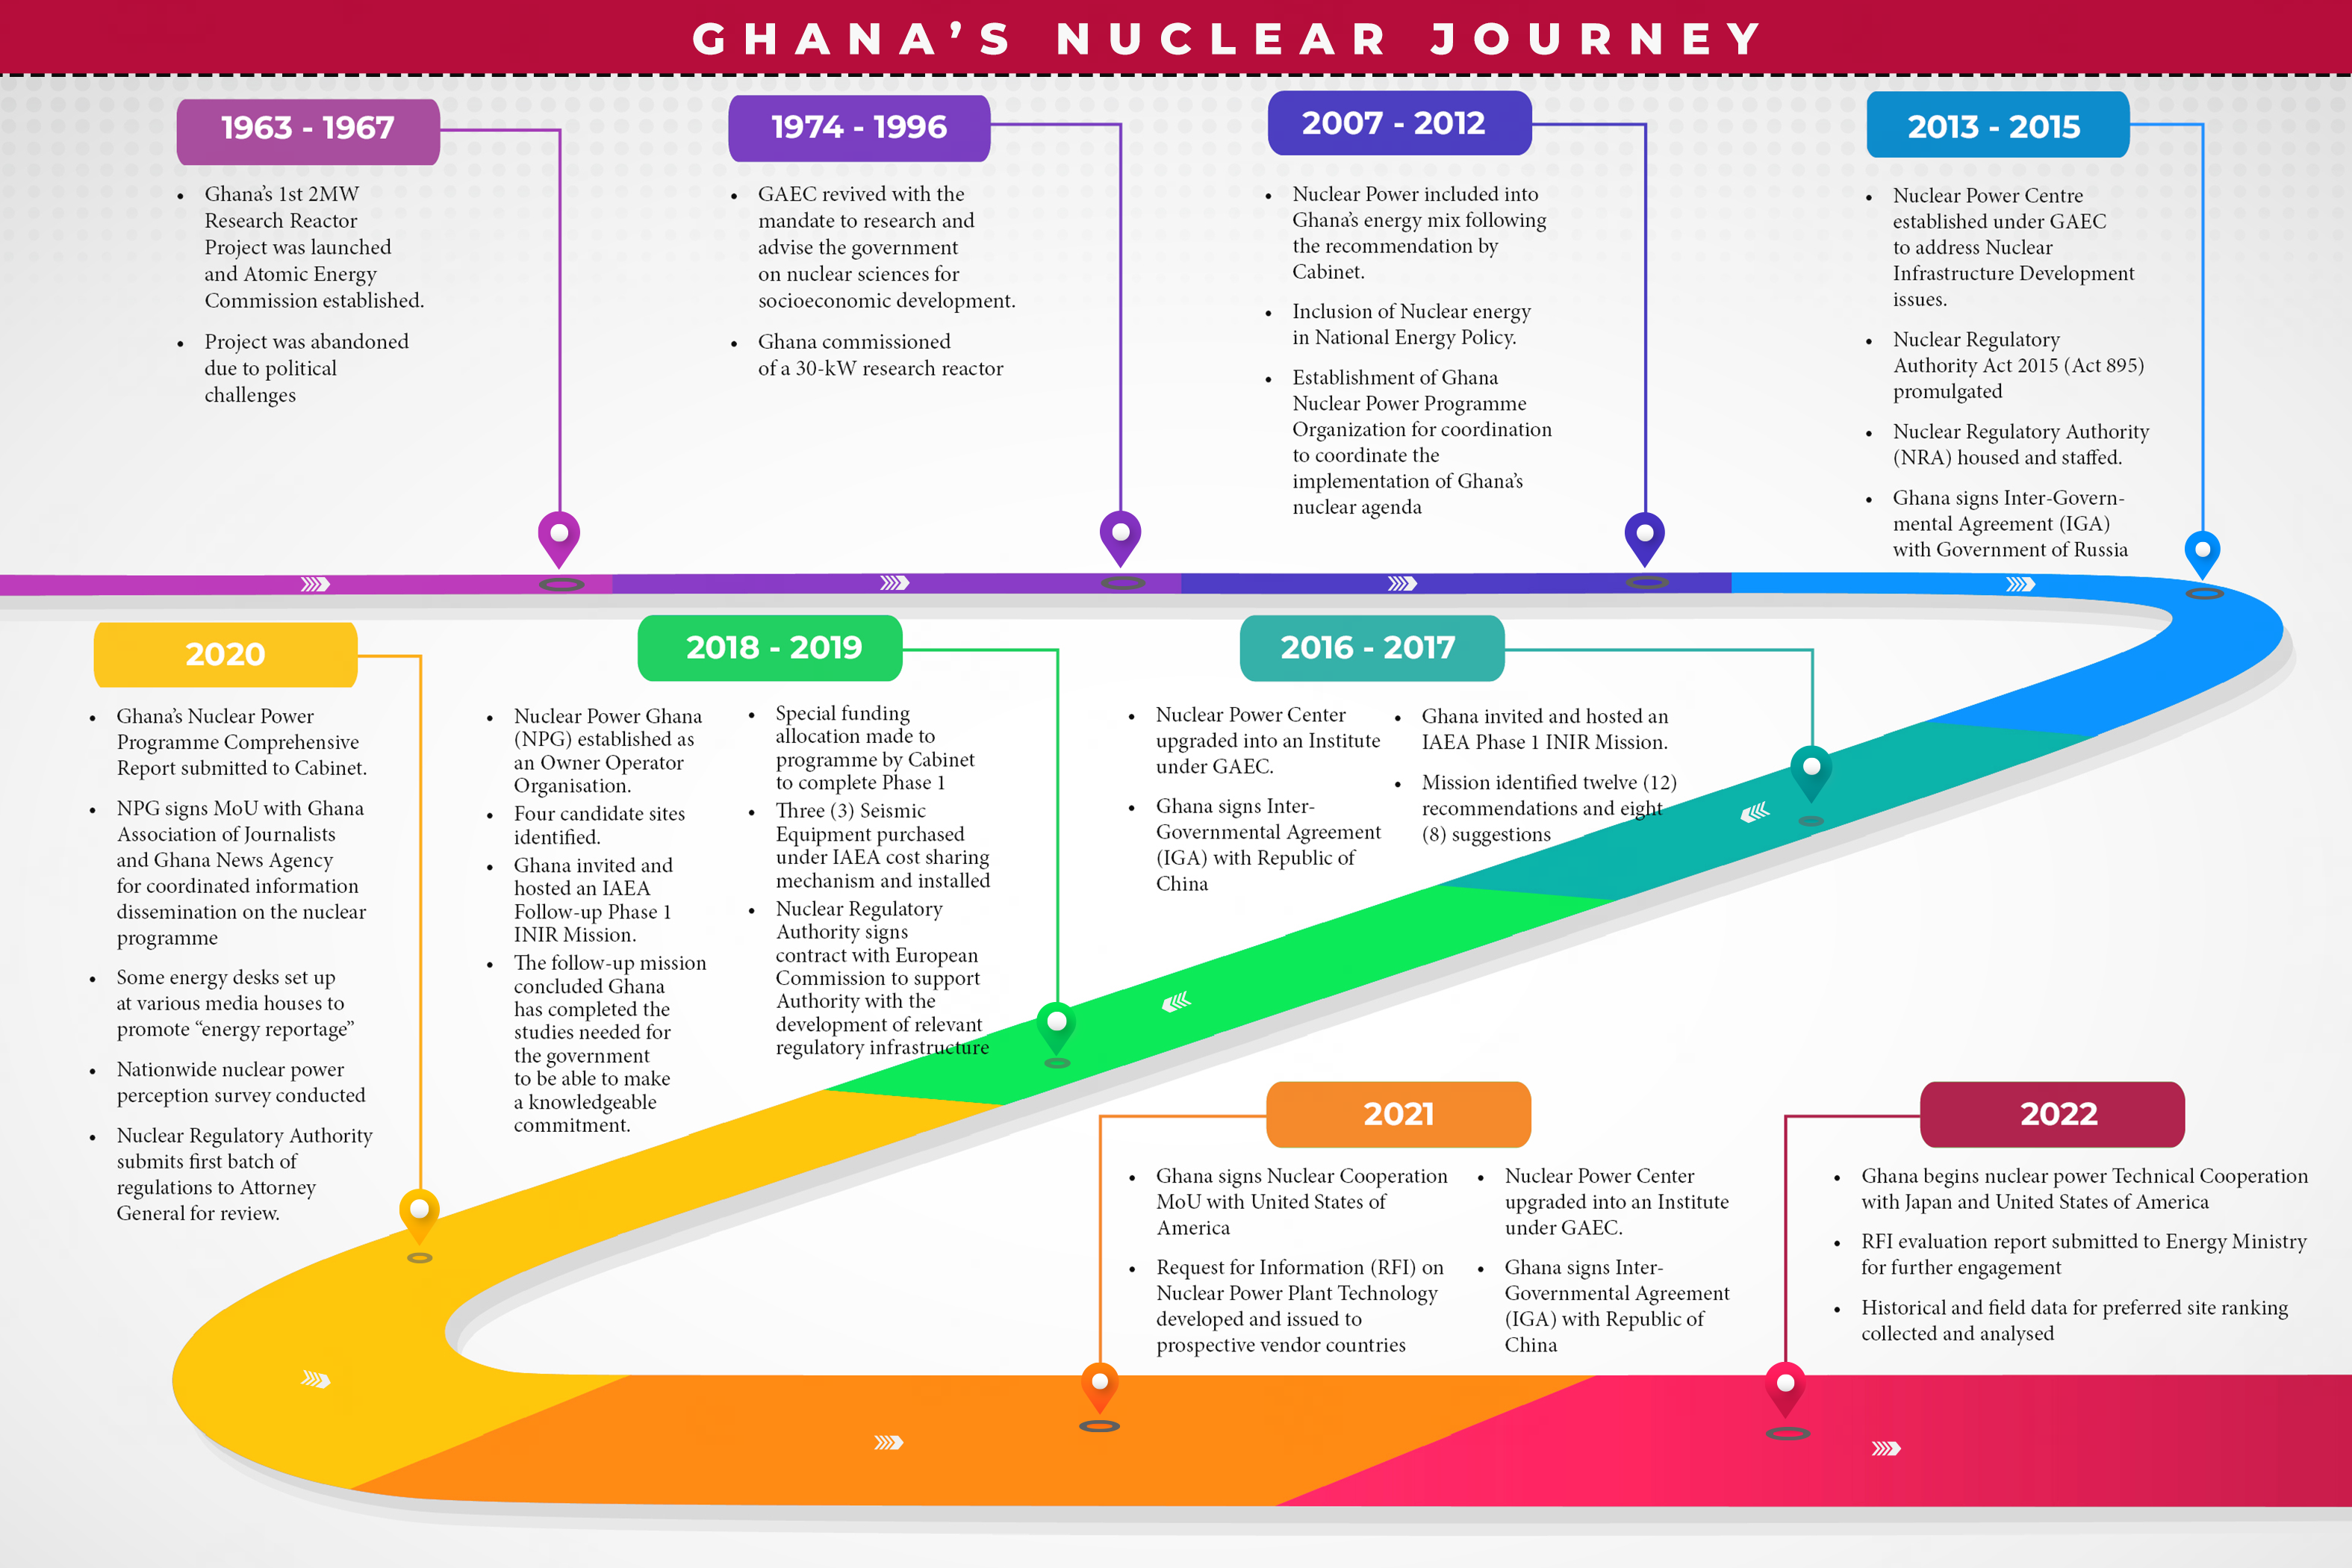 GHANA’S NUCLEAR JOURNEY
1963 - 1967
• Ghana’s 1st 2MW
Research Reactor
Project was launched
and Atomic Energy
Commission established.
• Project was abandoned
due to political
challenges
1974 - 1996
• GAEC revived with the
mandate to research and
advise the government
on nuclear sciences for
socioeconomic development.
• Ghana commissioned
of a 30-kW research reactor
2007 - 2012
• Nuclear Power included into
Ghana’s energy mix following
the recommendation by
Cabinet.
• Inclusion of Nuclear energy
in National Energy Policy.
• Establishment of Ghana
Nuclear Power Programme
Organization for coordination
to coordinate the
implementation of Ghana’s
nuclear agenda
2013 - 2015
• Nuclear Power Centre
established under GAEC
to address Nuclear
Infrastructure Development
issues.
• Nuclear Regulatory
Authority Act 2015 (Act 895)
promulgated
• Nuclear Regulatory Authority
(NRA) housed and staffed.
• Ghana signs Inter-Govern-
mental Agreement (IGA)
with Government of Russia
2020
• Ghana’s Nuclear Power
Programme Comprehensive
Report submitted to Cabinet.
• NPG signs MoU with Ghana
Association of Journalists
and Ghana News Agency
for coordinated information
dissemination on the nuclear
programme
• Some energy desks set up
at various media houses to
promote “energy reportage”
• Nationwide nuclear power
perception survey conducted
• Nuclear Regulatory Authority
submits first batch of
regulations to Attorney
General for review.
2018 - 2019
• Nuclear Power Ghana
(NPG) established as
an Owner Operator
Organisation.
• Four candidate sites
identified.
• Ghana invited and
hosted an IAEA
Follow-up Phase 1
INIR Mission.
• The follow-up mission
concluded Ghana
has completed the
studies needed for
the government
to be able to make
a knowledgeable
commitment.
• Special funding
allocation made to
programme by Cabinet
to complete Phase 1
• Three (3) Seismic
Equipment purchased
under IAEA cost sharing
mechanism and installed
• Nuclear Regulatory
Authority signs
contract with European
Commission to support
Authority with the
development of relevant
regulatory infrastructure
2016 - 2017
• Nuclear Power Center
upgraded into an Institute
under GAEC.
• Ghana signs Inter-
Governmental Agreement
(IGA) with Republic of
China
• Ghana invited and hosted an
IAEA Phase 1 INIR Mission.
• Mission identified twelve (12)
recommendations and eight
(8) suggestions
2021
• Ghana signs Nuclear Cooperation
MoU with United States of
America
• Request for Information (RFI) on
Nuclear Power Plant Technology
developed and issued to
prospective vendor countries
• Nuclear Power Center
upgraded into an Institute
under GAEC.
• Ghana signs Inter-
Governmental Agreement
(IGA) with Republic of
China
2022
• Ghana begins nuclear power Technical Cooperation
with Japan and United States of America
• RFI evaluation report submitted to Energy Ministry
for further engagement
• Historical and field data for preferred site ranking
collected and analysed